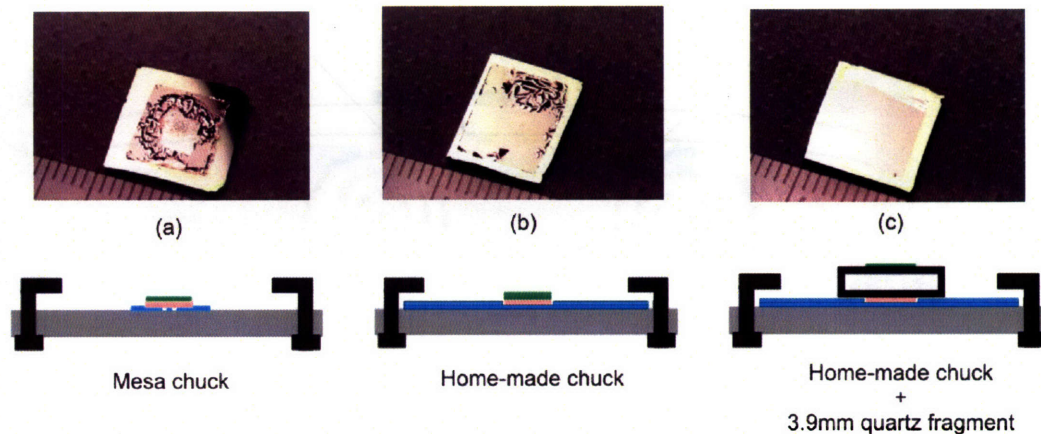 (a)
(b)
(c)
Mesa chuck
Home-made chuck
Home-made chuck
+
3.9mm quartz fragment